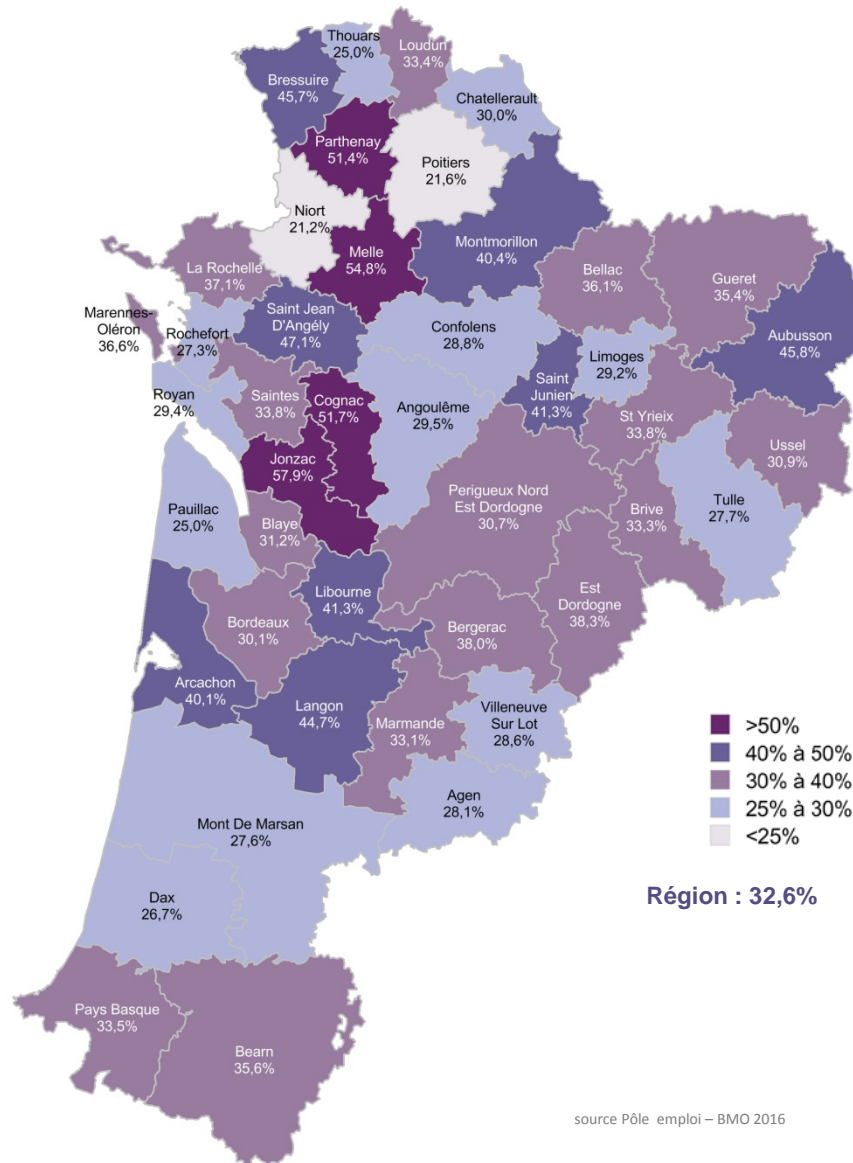 Thouars
25,0%
Loudun
33,4%
Bressuire
45,7%
Chatellerault
30,0%
Parthenay
51,4%
Poitiers
21,6%
Niort
21,2%
Melle
54,8%
Montmorillon
40,4%
La Rochelle
37,1%
Bellac
36,1%
Gueret
35,4%
Marennes-
Oléron
36,6%
Rochefort
27,3%
Saint Jean
D'Angély
47,1%
Confolens
28,8%
Limoges
29,2%
Aubusson
45,8%
Royan
29,4%
Saintes
33,8%
Cognac
51,7%
Angoulême
29,5%
Saint
Junien
41,3%
St Yrieix
33,8%
Ussel
30,9%
Jonzac
57,9%
Pauillac
25,0%
Blaye
31,2%
Perigueux Nord
Est Dordogne
30,7%
Brive
33,3%
Tulle
27,7%
Libourne
41,3%
Est
Dordogne
38,3%
Bordeaux
30,1%
Bergerac
38,0%
Arcachon
40,1%
Langon
44,7%
Marmande
33,1%
Villeneuve
Sur Lot
28,6%
Agen
28,1%
Mont De Marsan
27,6%
Dax
26,7%
Pays Basque
33,5%
Bearn
35,6%
>50%
40% à 50%
30% à 40%
25% à 30%
<25%
Région : 32,6%
source Pôle emploi – BMO 2016